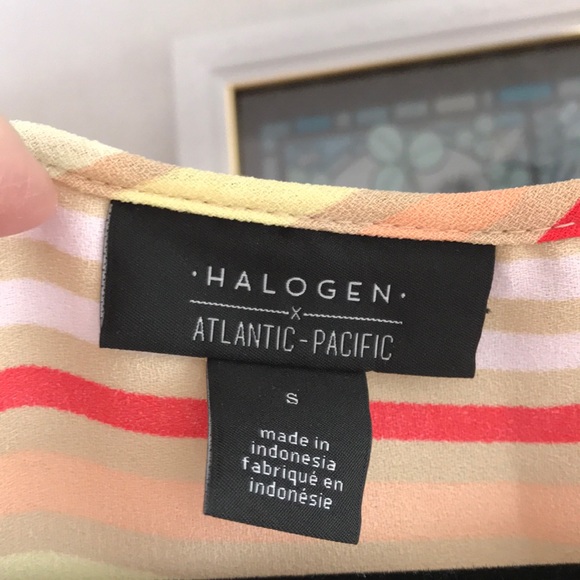 ·HALOGEN·
x
ATLANTIC-PACIFIC
S
made in
indonesia
fabriqué en
indonésie